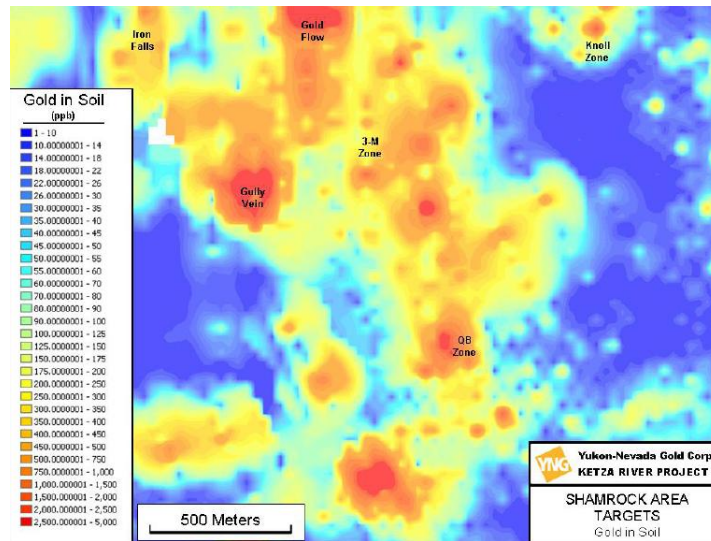 Iron
Falls
Gold
Flow
Knoll
Zone
3-M
Zone
Gully
Vein
QB
Zone
Gold in Soil
(ppb)
1 - 10
10.00000001 - 14
14.00000001 - 18
18.00000001 - 22
22.00000001 - 26
26.00000001 - 30
30.00000001 - 35
35.00000001 - 40
40.00000001 - 45
45.00000001 - 50
50.00000001 - 55
55.00000001 - 60
60.00000001 - 70
70.00000001 - 80
80.00000001 - 90
90.00000001 - 100
100.0000001 - 125
125.0000001 - 150
150.0000001 - 175
175.0000001 - 200
200.0000001 - 250
250.0000001 - 300
300.0000001 - 350
350.0000001 - 400
400.0000001 - 450
450.0000001 - 500
500.0000001 - 750
750.0000001 - 1,000
1,000.000001 - 1,500
1,500.000001 - 2,000
2,000.000001 - 2,500
2,500.000001 - 5,000
500 Meters
YNG
Yukon-Nevada Gold Corp
KETZA RIVER PROJECT
SHAMROCK AREA
TARGETS
Gold in Soil